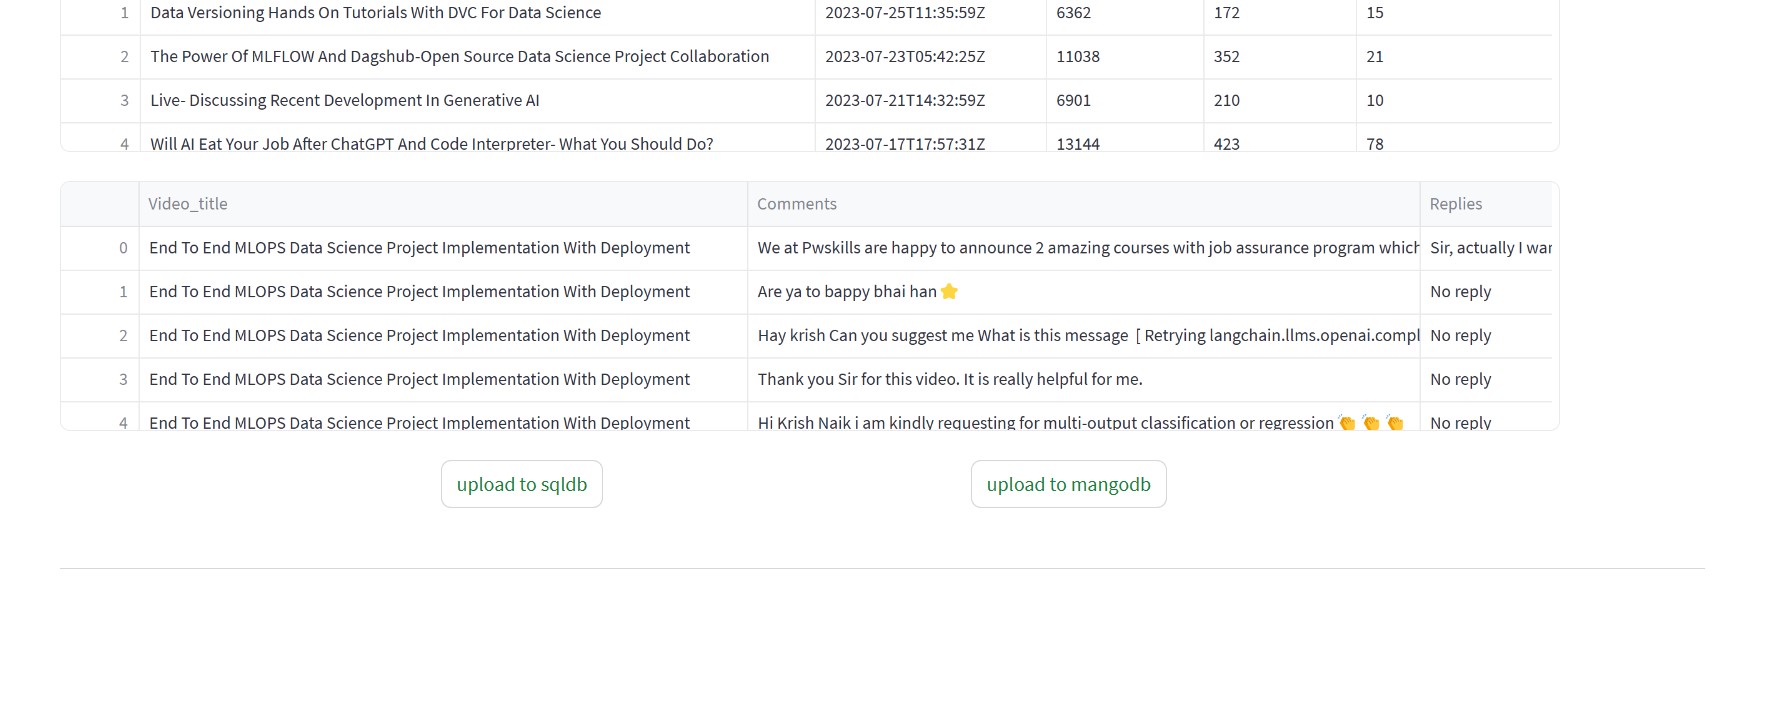 1 Data Versioning Hands On Tutorials With DVC For Data Science 2023-07-25T11:35:59Z 6362 172 15
2 The Power Of MLFLOW And Dagshub-Open Source Data Science Project Collaboration 2023-07-23T05:42:25Z 11038 352 21
3 Live- Discussing Recent Development In Generative AI 2023-07-21T14:32:59Z 6901 210 10
4 Will AI Eat Your Job After ChatGPT And Code Interpreter- What You Should Do? 2023-07-17T17:57:31Z 13144 423 78
Video_title Comments Replies
0 End To End MLOPS Data Science Project Implementation With Deployment We at Pwskills are happy to announce 2 amazing courses with job assurance program which Sir, actually I wan
1 End To End MLOPS Data Science Project Implementation With Deployment Are ya to bappy bhai han⭐ No reply
2 End To End MLOPS Data Science Project Implementation With Deployment Hay krish Can you suggest me What is this message [ Retrying langchain.llms.openai.compl No reply
3 End To End MLOPS Data Science Project Implementation With Deployment Thank you Sir for this video. It is really helpful for me. No reply
4 End To End MLOPS Data Science Project Implementation With Deployment Hi Krish Naik i am kindly requesting for multi-output classification or regression 👏 👏 👏 No reply
upload to sqldb upload to mangodb